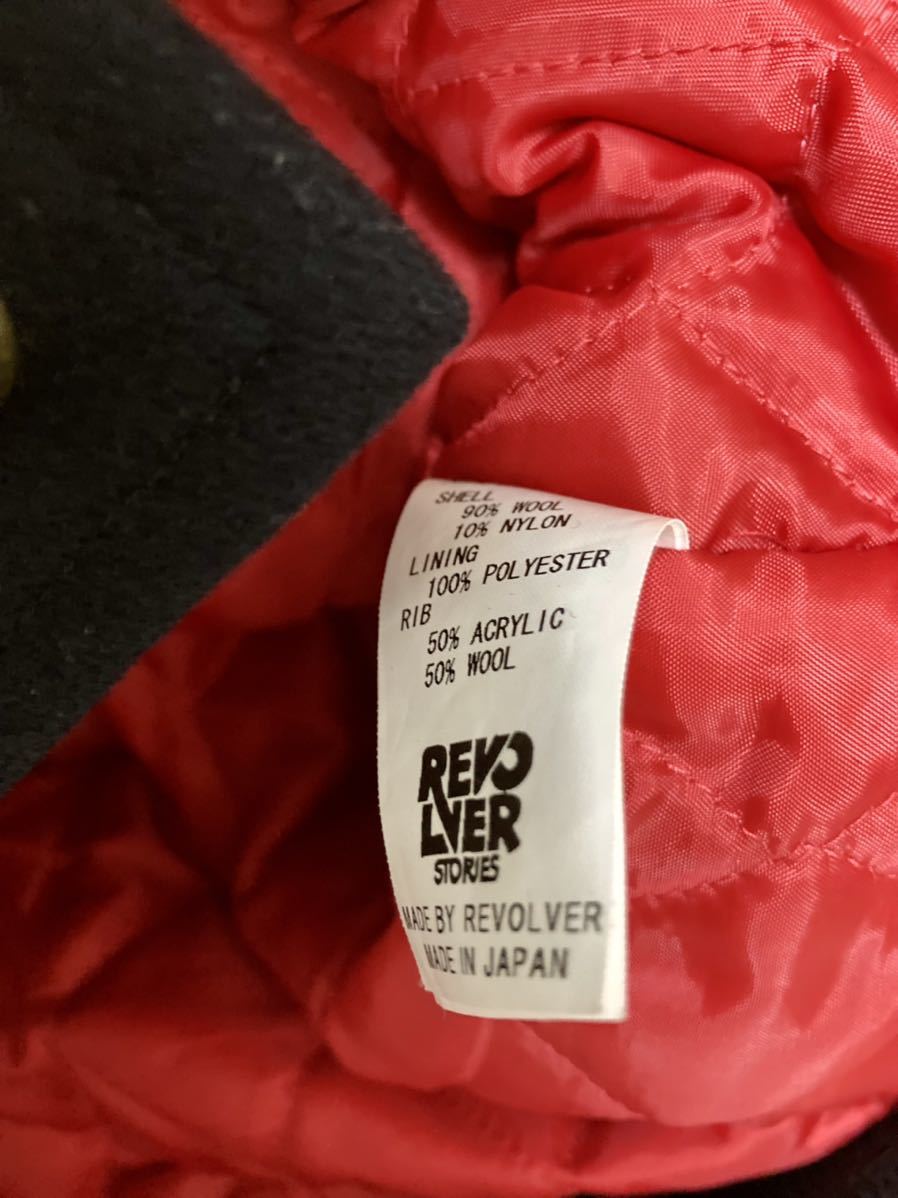 SHELL
90% WOOL
10% NYLON
LINING
100% POLYESTER
RIB
50% ACRYLIC
50% WOOL
REVO
LVER
STORIES
MADE BY REVOLVER
MADE IN JAPAN